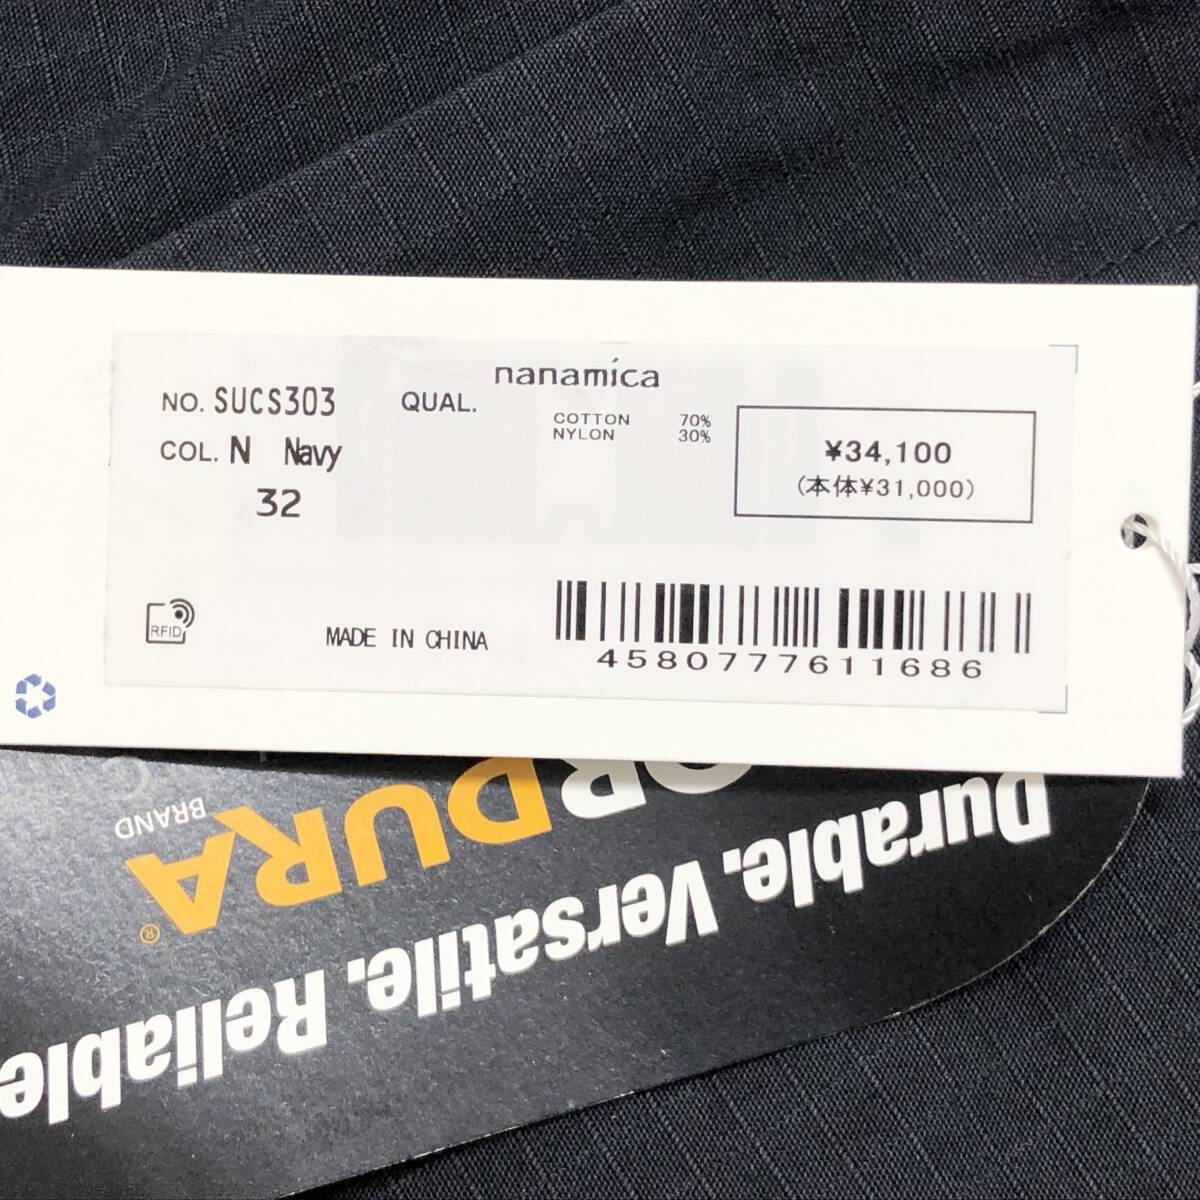 nanamica
NO. SUCS303
COL. N Navy
32
QUAL.
COTTON 70%
NYLON 30%
¥34,100
(本体¥31,000)
RFID
MADE IN CHINA
4580777611686
CORDURA®
BRAND
Durable. Versatile. Reliable